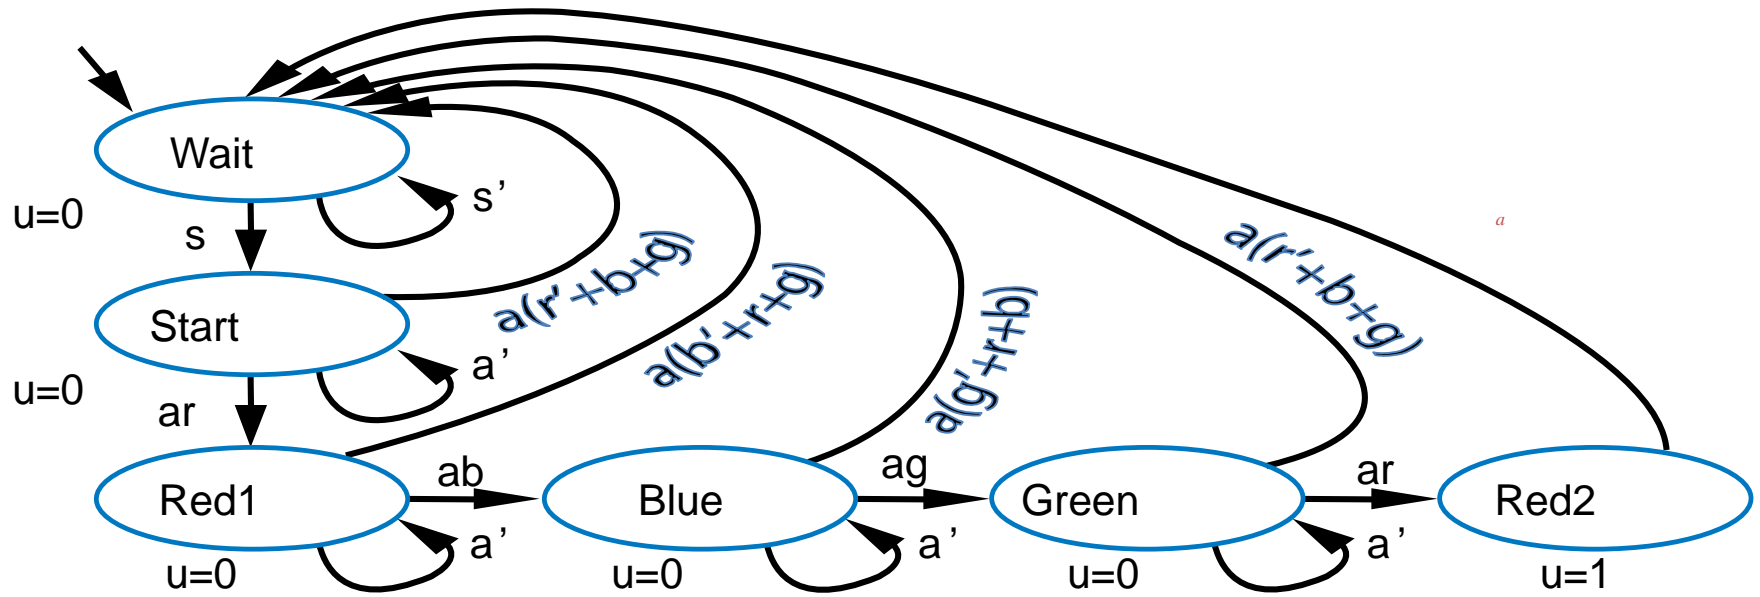 Wait
s’
u=0
s
a
a(r'+b+g)
a(b'+r+g)
a(g'+r+b)
a(r'+b+g)
Start
a’
u=0
ar
Red1
ab
Blue
ag
Green
ar
Red2
a’
a’
a’
u=0
u=0
u=0
u=1